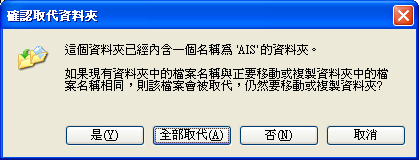 確認取代資料夾
這個資料夾已經內含一個名稱為 'AIS' 的資料夾。
如果現有資料夾中的檔案名稱與正要移動或複製資料夾中的檔
案名稱相同，則該檔案會被取代，仍然要移動或複製資料夾?
是(Y)
全部取代(A)
否(N)
取消